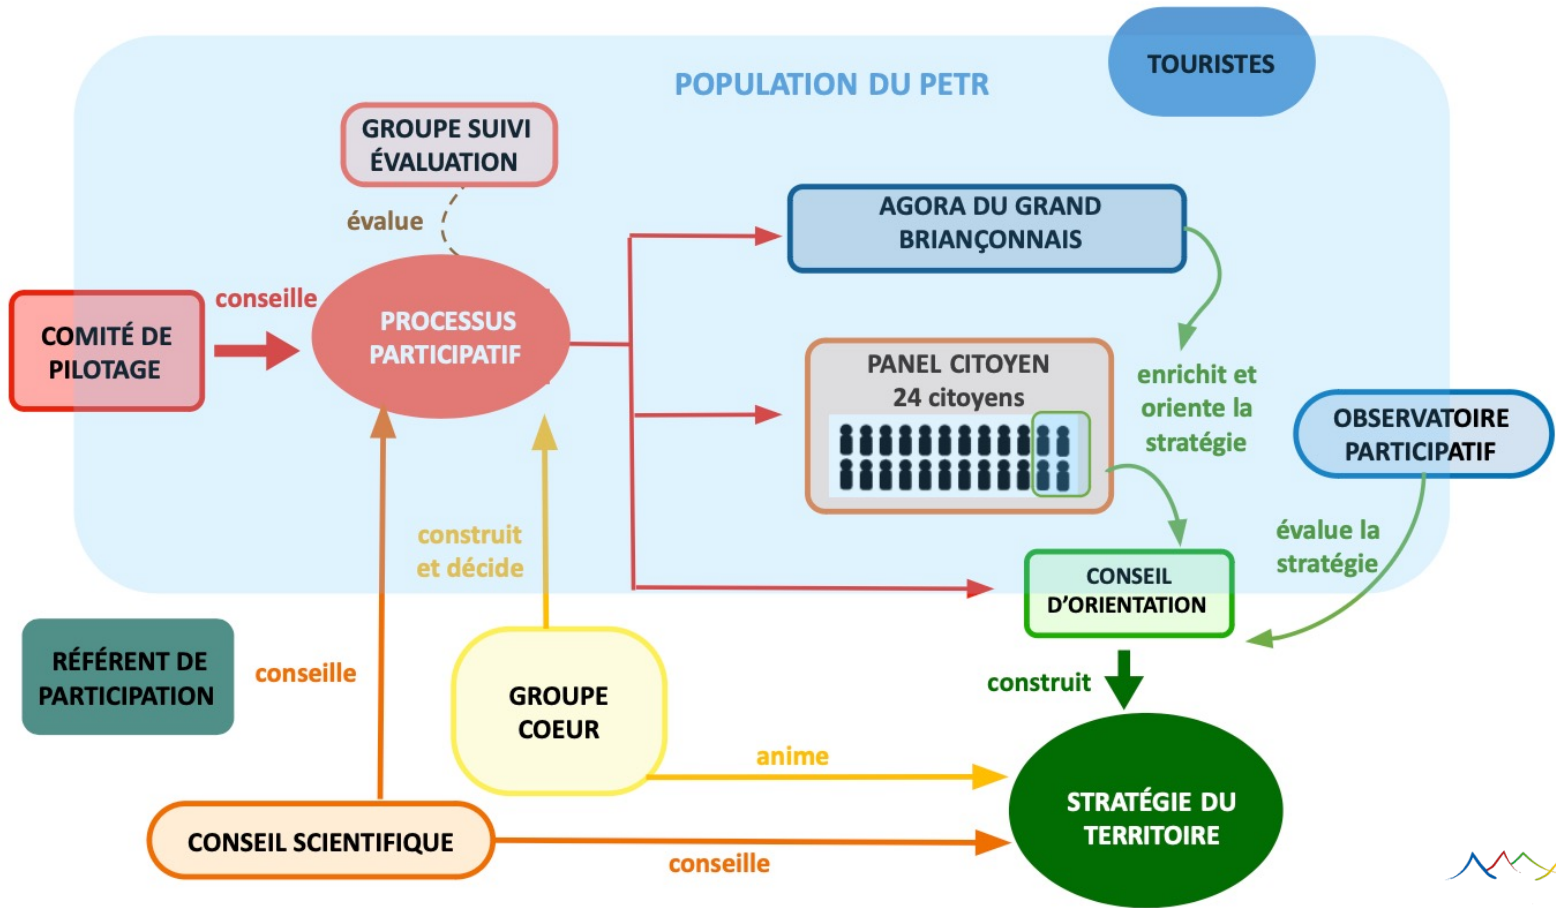 TOURISTES
POPULATION DU PETR
GROUPE SUIVI
ÉVALUATION
évalue
AGORA DU GRAND
BRIANÇONNAIS
conseille
COMITÉ DE
PILOTAGE
PROCESSUS
PARTICIPATIF
PANEL CITOYEN
24 citoyens
enrichit et
oriente la
stratégie
OBSERVATOIRE
PARTICIPATIF
construit
et décide
évalue la
stratégie
CONSEIL
D'ORIENTATION
RÉFÉRENT DE
PARTICIPATION
conseille
GROUPE
COEUR
construit
anime
STRATÉGIE DU
TERRITOIRE
CONSEIL SCIENTIFIQUE
conseille